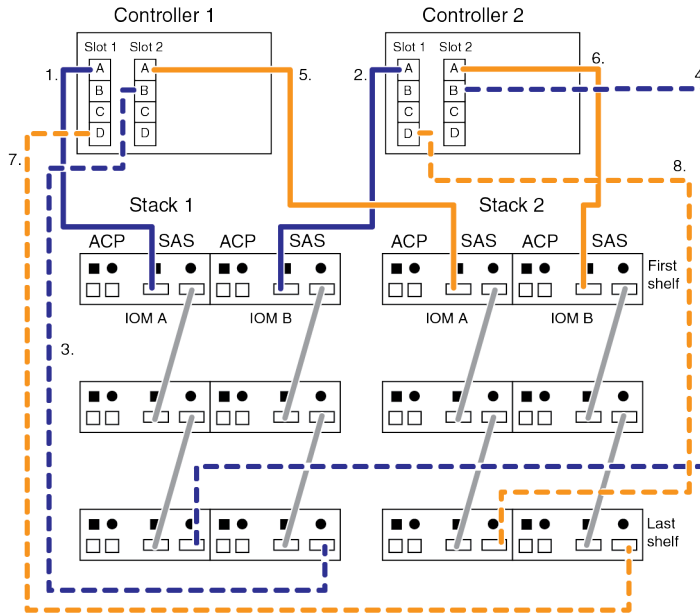 Controller 1
Controller 2
Slot 1 Slot 2
Slot 1 Slot 2
6.
1.
A
A
5.
2.
A
A
4
B
B
B
B
C
C
C
C
D
D
D
D
7.
8.
Stack 1
Stack 2
ACP SAS ACP SAS
ACP SAS ACP SAS
First
shelf
IOM A IOM B
IOM A IOM B
3.
Last
shelf